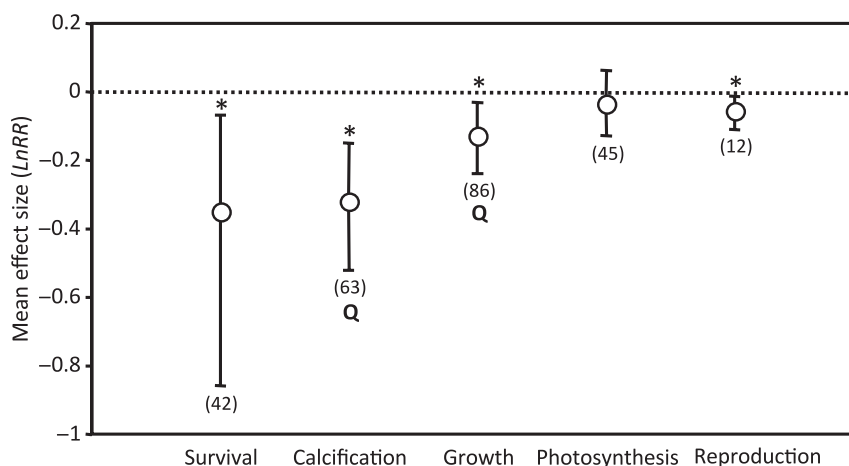 Mean effect size (LnRR)
0.2
0
–0.2
–0.4
–0.6
–0.8
–1
*
(42)
*
(63)
Q
*
(86)
Q
(45)
*
(12)
Survival
Calcification
Growth
Photosynthesis
Reproduction